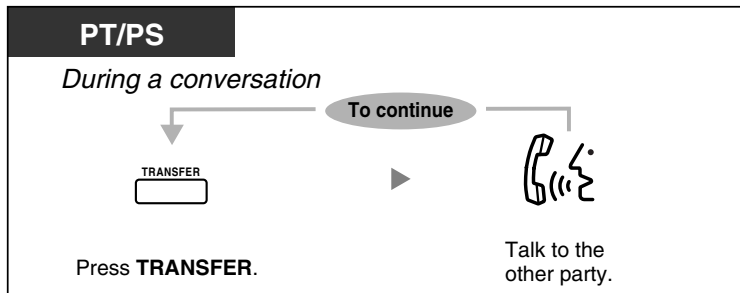 PT/PS
During a conversation
To continue
TRANSFER
Press TRANSFER.
Talk to the
other party.